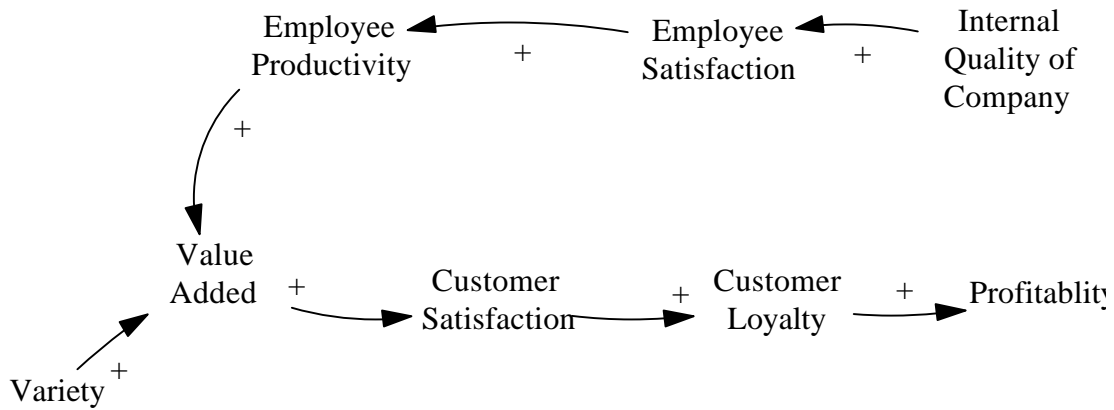 Employee
Productivity
+
Employee
Satisfaction
+
Internal
Quality of
Company
+
Value
Added
+
Customer
Satisfaction
+
Customer
Loyalty
+
Profitablity
Variety
+